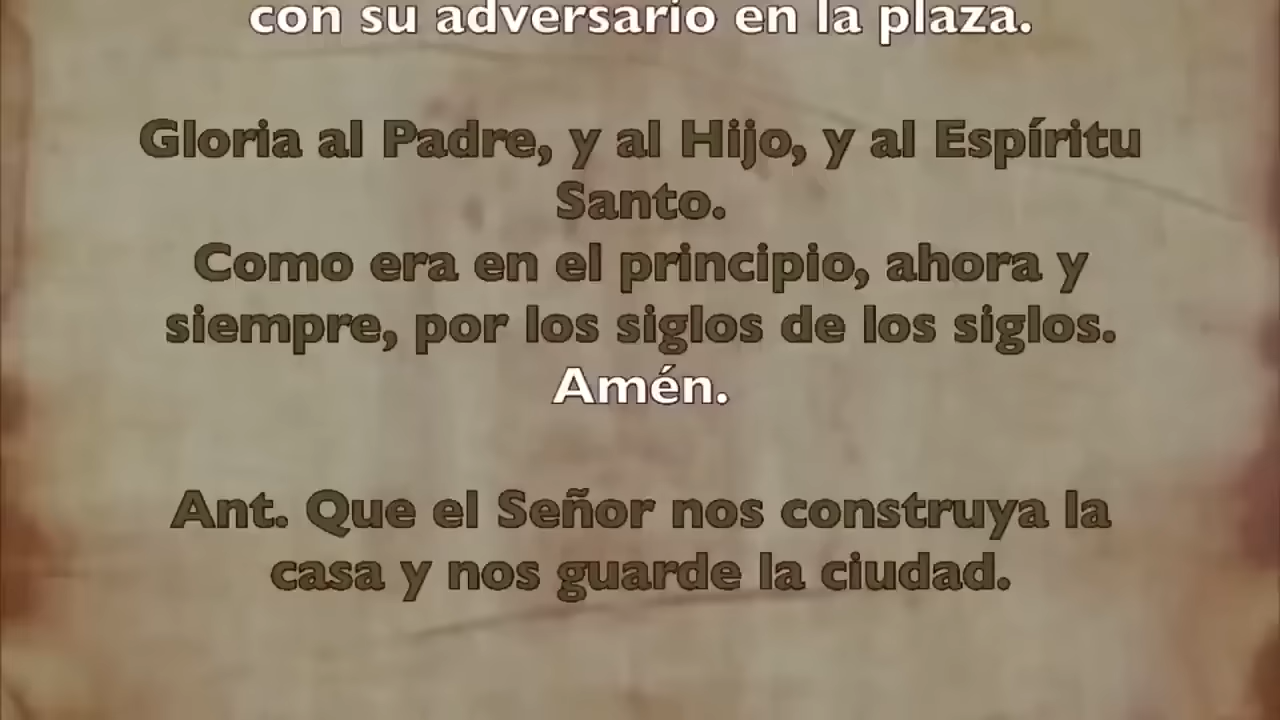 con su adversario en la plaza.
Gloria al Padre, y al Hijo, y al Espíritu
Santo.
Como era en el principio, ahora y
siempre, por los siglos de los siglos.
Amén.
Ant. Que el Señor nos construya la
casa y nos guarde la ciudad.